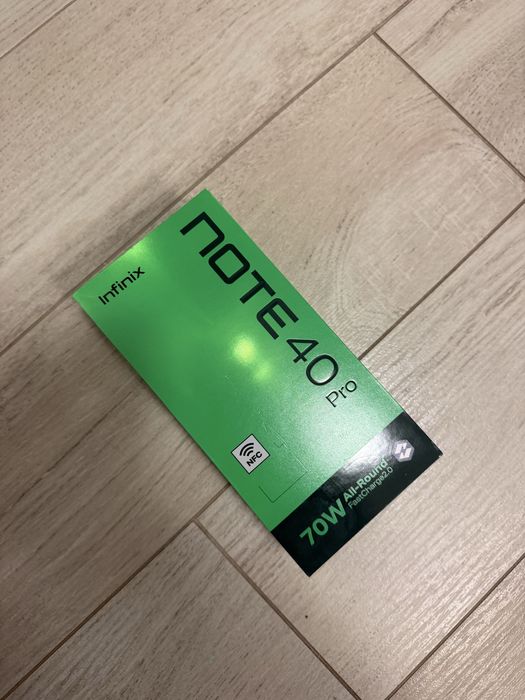 Infinix
NOTE 40
Pro
NFC
70W All-Round
FastCharge2.0